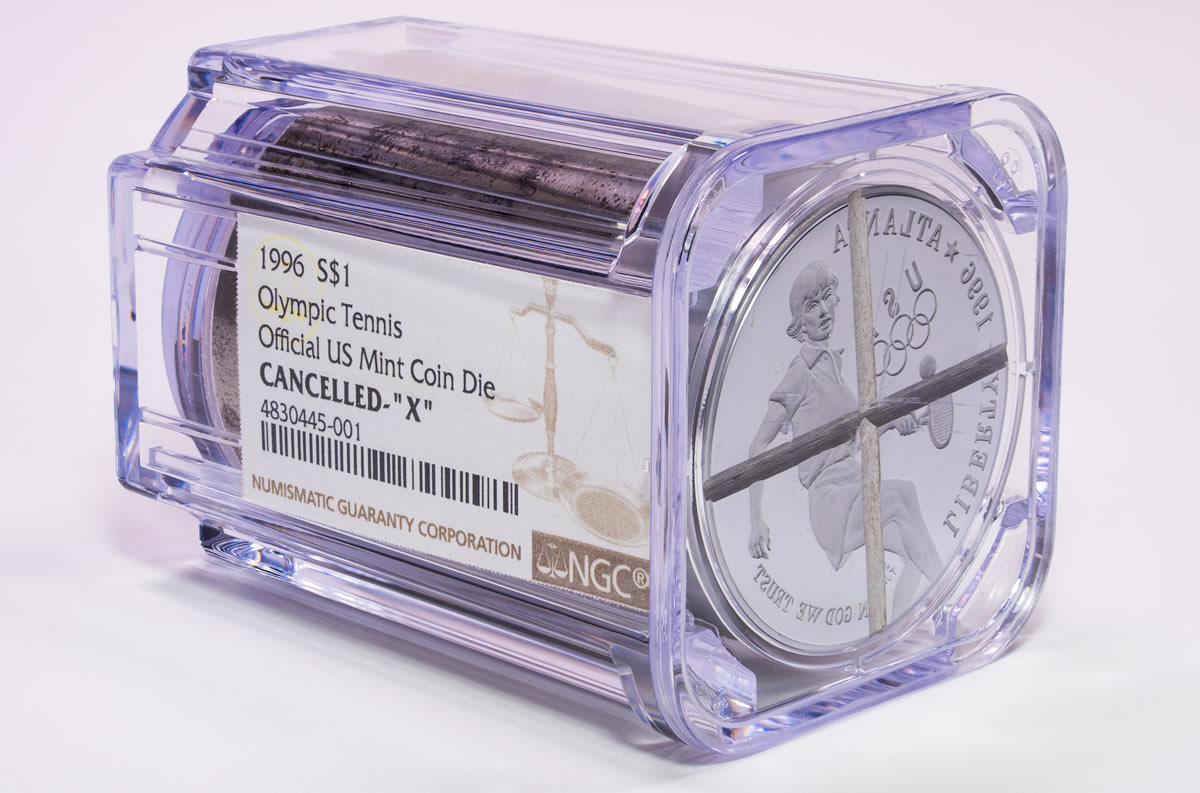 1996 S$1
Olympic Tennis
Official US Mint Coin Die
CANCELLED-"X"
4830445-001
NUMISMATIC GUARANTY CORPORATION
NGC®
ATLANTA ★ 1996
USA
LIBERTY
IN GOD WE TRUST